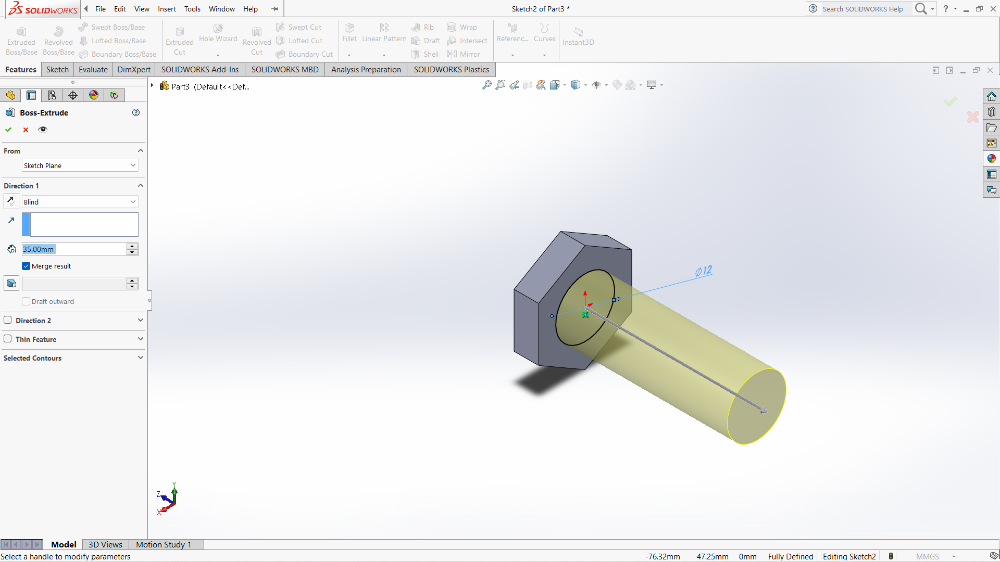 SOLIDWORKS File Edit View Insert Tools Window Help Sketch2 of Part3 * Search SOLIDWORKS Help
Extruded Boss/Base
Revolved Boss/Base
Swept Boss/Base
Lofted Boss/Base
Boundary Boss/Base
Extruded Cut
Hole Wizard
Revolved Cut
Swept Cut
Lofted Cut
Boundary Cut
Fillet
Linear Pattern
Rib
Draft
Shell
Wrap
Intersect
Mirror
Referenc...
Curves
Instant3D
Features Sketch Evaluate DimXpert SOLIDWORKS Add-Ins SOLIDWORKS MBD Analysis Preparation SOLIDWORKS Plastics
Part3 (Default<<Def...
Boss-Extrude
From
Sketch Plane
Direction 1
Blind
D1
35.00mm
Merge result
Draft outward
Direction 2
Thin Feature
Selected Contours
Ø12
Y
Z
X
Model 3D Views Motion Study 1
Select a handle to modify parameters -76.32mm 47.25mm 0mm Fully Defined Editing Sketch2 MMGS